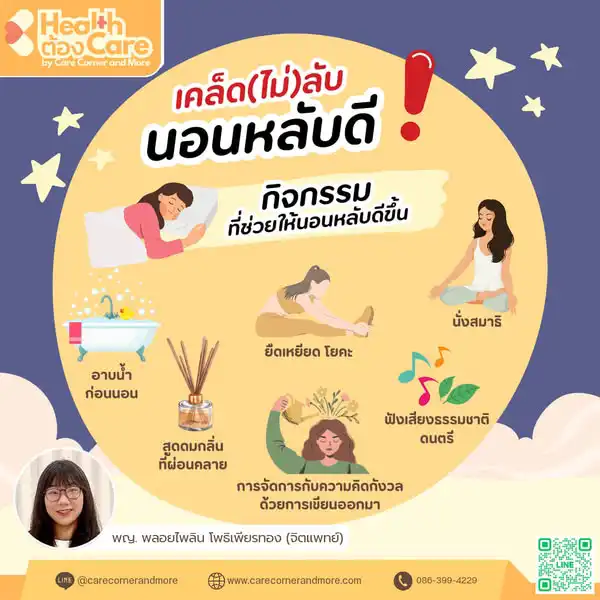 Health
ต้อง Care
by Care Corner and More
เคล็ด(ไม่)ลับ
นอนหลับดี
กิจกรรม
ที่ช่วยให้นอนหลับดีขึ้น
นั่งสมาธิ
ยืดเหยียด โยคะ
อาบน้ำ
ก่อนนอน
ฟังเสียงธรรมชาติ
ดนตรี
สูดดมกลิ่น
ที่ผ่อนคลาย
การจัดการกับความคิดกังวล
ด้วยการเขียนออกมา
พญ. พลอยไพลิน โพธิเพียรทอง (จิตแพทย์)
LINE @carecornerandmore
www.carecornerandmore.com
086-399-4229
LINE